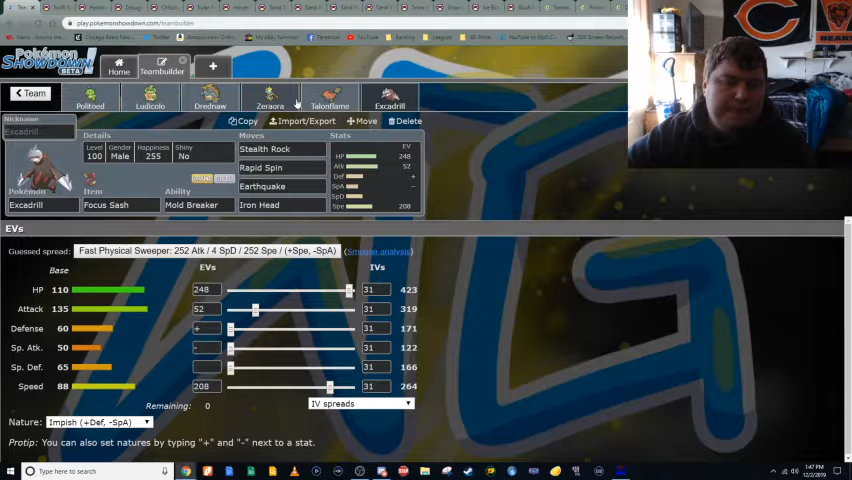 play.pokemonshowdown.com/teambuilder
Pokémon
SHOWDOWN!
BETA
Home
Teambuilder
+
< Team
Politoed
Ludicolo
Drednaw
Zeraora
Talonflame
Excadrill
Copy
Import/Export
Move
Delete
Nickname
Excadrill
Details
Level
Gender
Happiness
Shiny
100
Male
255
No
Pokémon
Excadrill
Item
Focus Sash
GROUND STEEL
Ability
Mold Breaker
Moves
Stealth Rock
Rapid Spin
Earthquake
Iron Head
Stats
EV
HP 248
Atk 52
Def +
SpA −
SpD
Spe 208
EVs
Guessed spread: Fast Physical Sweeper: 252 Atk / 4 SpD / 252 Spe / (+Spe, -SpA) (Smogon analysis)
Base EVs IVs
HP 110 248 31 423
Attack 135 52 31 319
Defense 60 + 31 171
Sp. Atk. 50 - 31 122
Sp. Def. 65 31 166
Speed 88 208 31 264
Remaining: 0 IV spreads
Nature: Impish (+Def, -SpA)
Protip: You can also set natures by typing "+" and "-" next to a stat.
BEARS
Type here to search
1:47 PM
12/2/2019